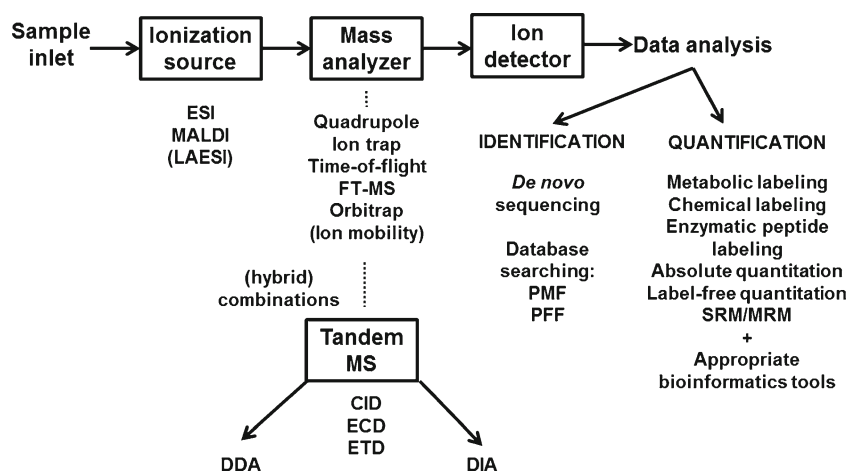 Sample
inlet
Ionization
source
Mass
analyzer
Ion
detector
Data analysis
ESI
MALDI
(LAESI)
Quadrupole
Ion trap
Time-of-flight
FT-MS
Orbitrap
(Ion mobility)
(hybrid)
combinations
Tandem
MS
CID
ECD
ETD
DDA
DIA
IDENTIFICATION
De novo
sequencing
Database
searching:
PMF
PFF
QUANTIFICATION
Metabolic labeling
Chemical labeling
Enzymatic peptide
labeling
Absolute quantitation
Label-free quantitation
SRM/MRM
+
Appropriate
bioinformatics tools